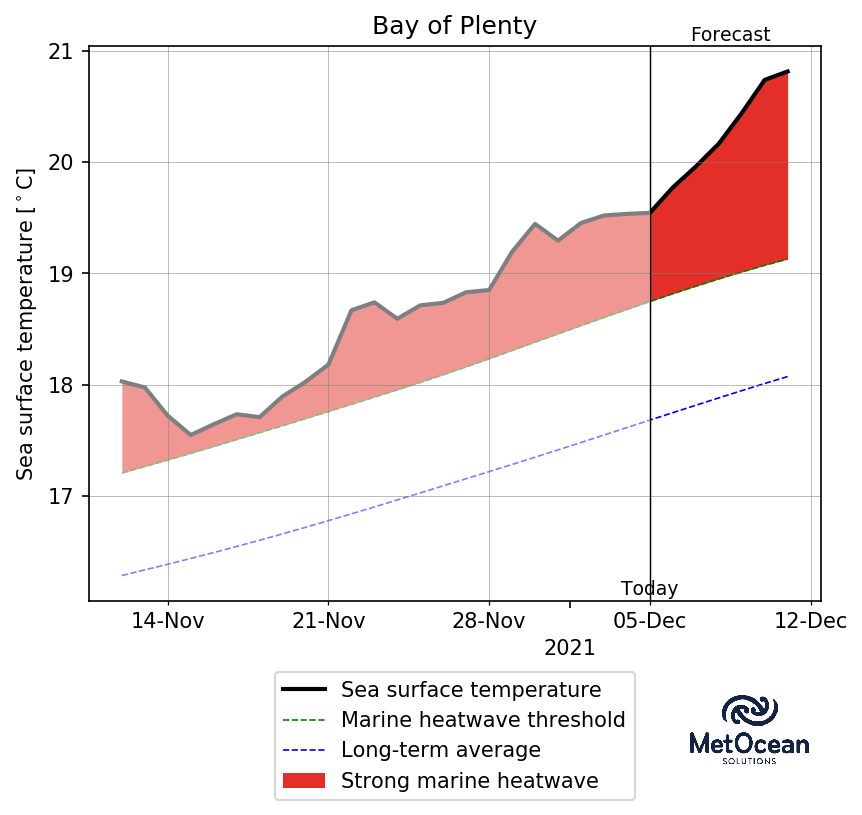 Bay of Plenty
Forecast
21
20
19
18
17
Sea surface temperature [°C]
Today
14-Nov 21-Nov 28-Nov 05-Dec 12-Dec
2021
Sea surface temperature
Marine heatwave threshold
Long-term average
Strong marine heatwave
MetOcean
SOLUTIONS